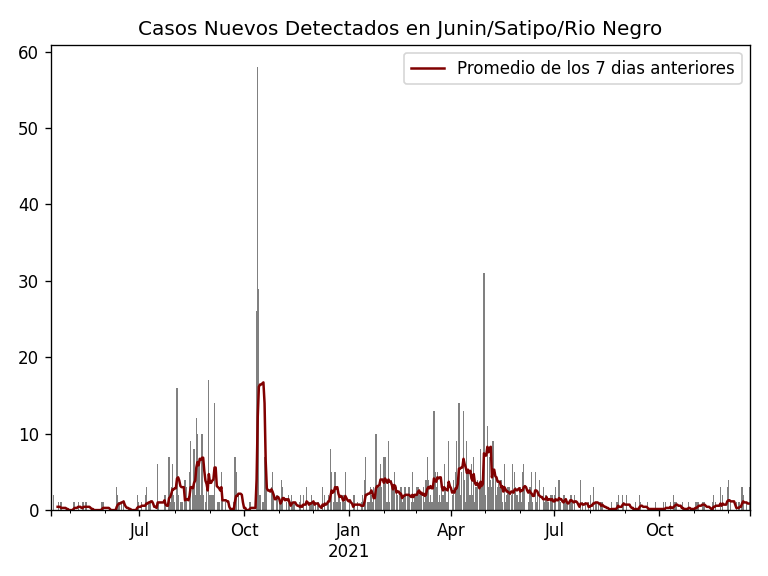 Casos Nuevos Detectados en Junin/Satipo/Rio Negro
Promedio de los 7 dias anteriores
60
50
40
30
20
10
0
Jul
Oct
Jan
2021
Apr
Jul
Oct